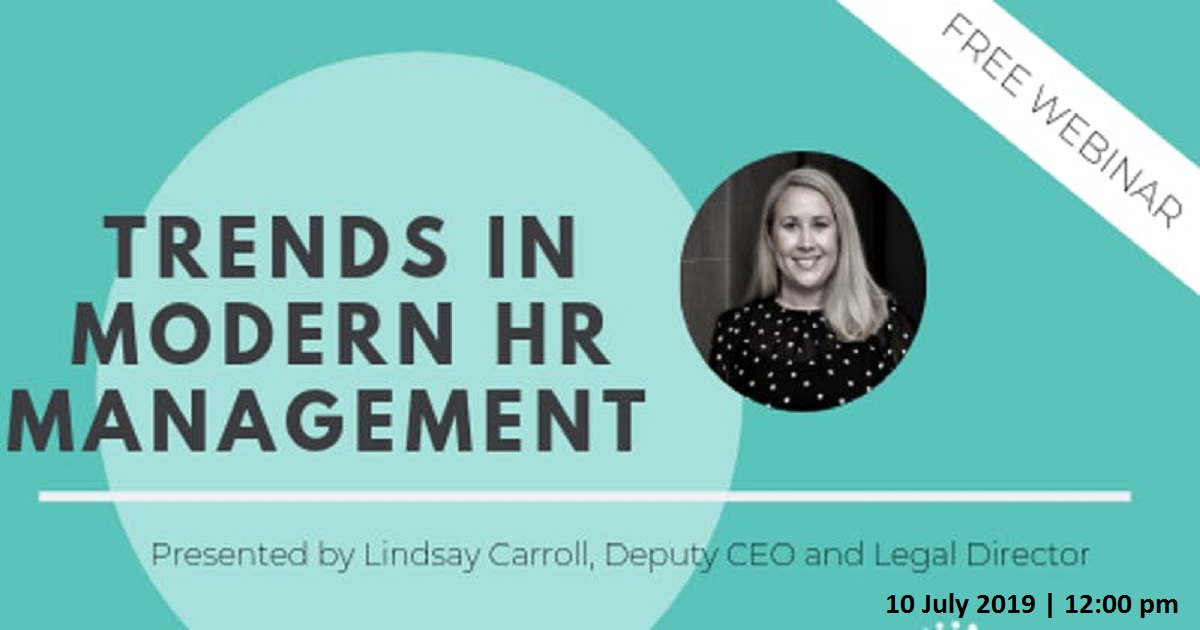 FREE WEBINAR
TRENDS IN
MODERN HR
MANAGEMENT
Presented by Lindsay Carroll, Deputy CEO and Legal Director
10 July 2019 | 12:00 pm